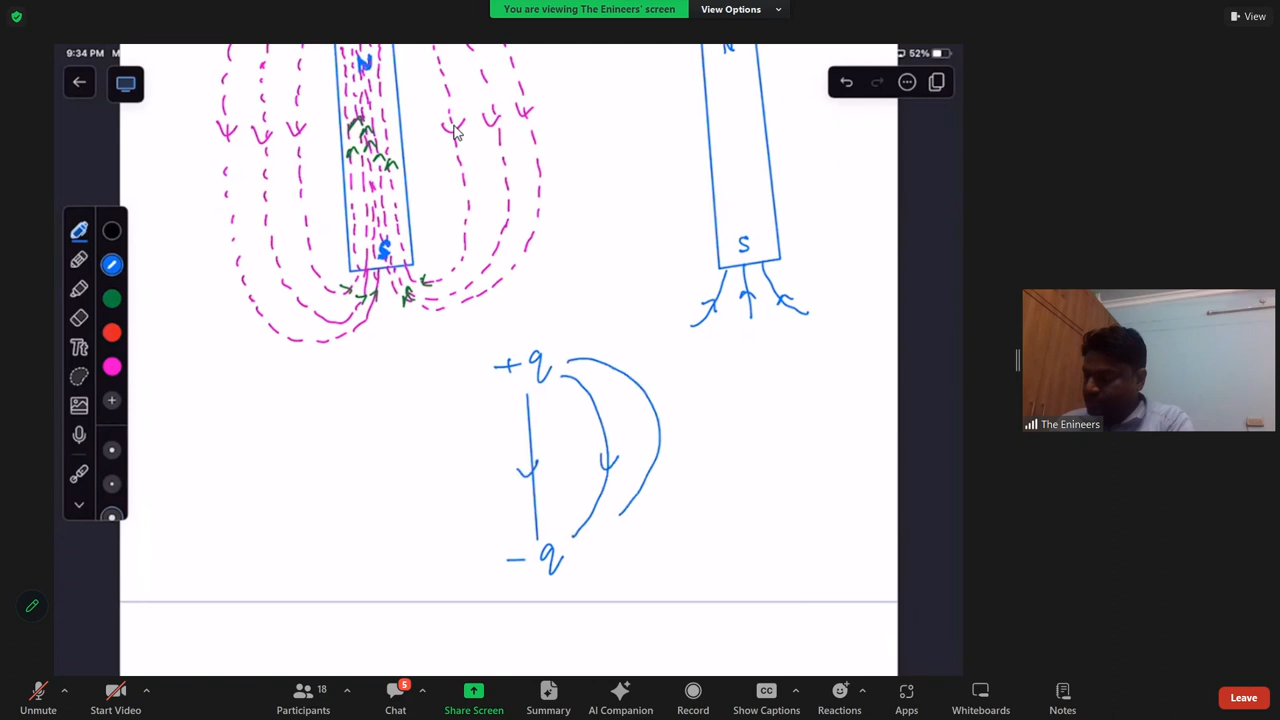 You are viewing The Enineers' screen
View Options
View
9:34 PM M
52%
N
N
S
S
+q
-q
Tt
The Enineers
Unmute
Start Video
18
Participants
5
Chat
Share Screen
Summary
AI Companion
Record
CC
Show Captions
Reactions
Apps
Whiteboards
Notes
Leave